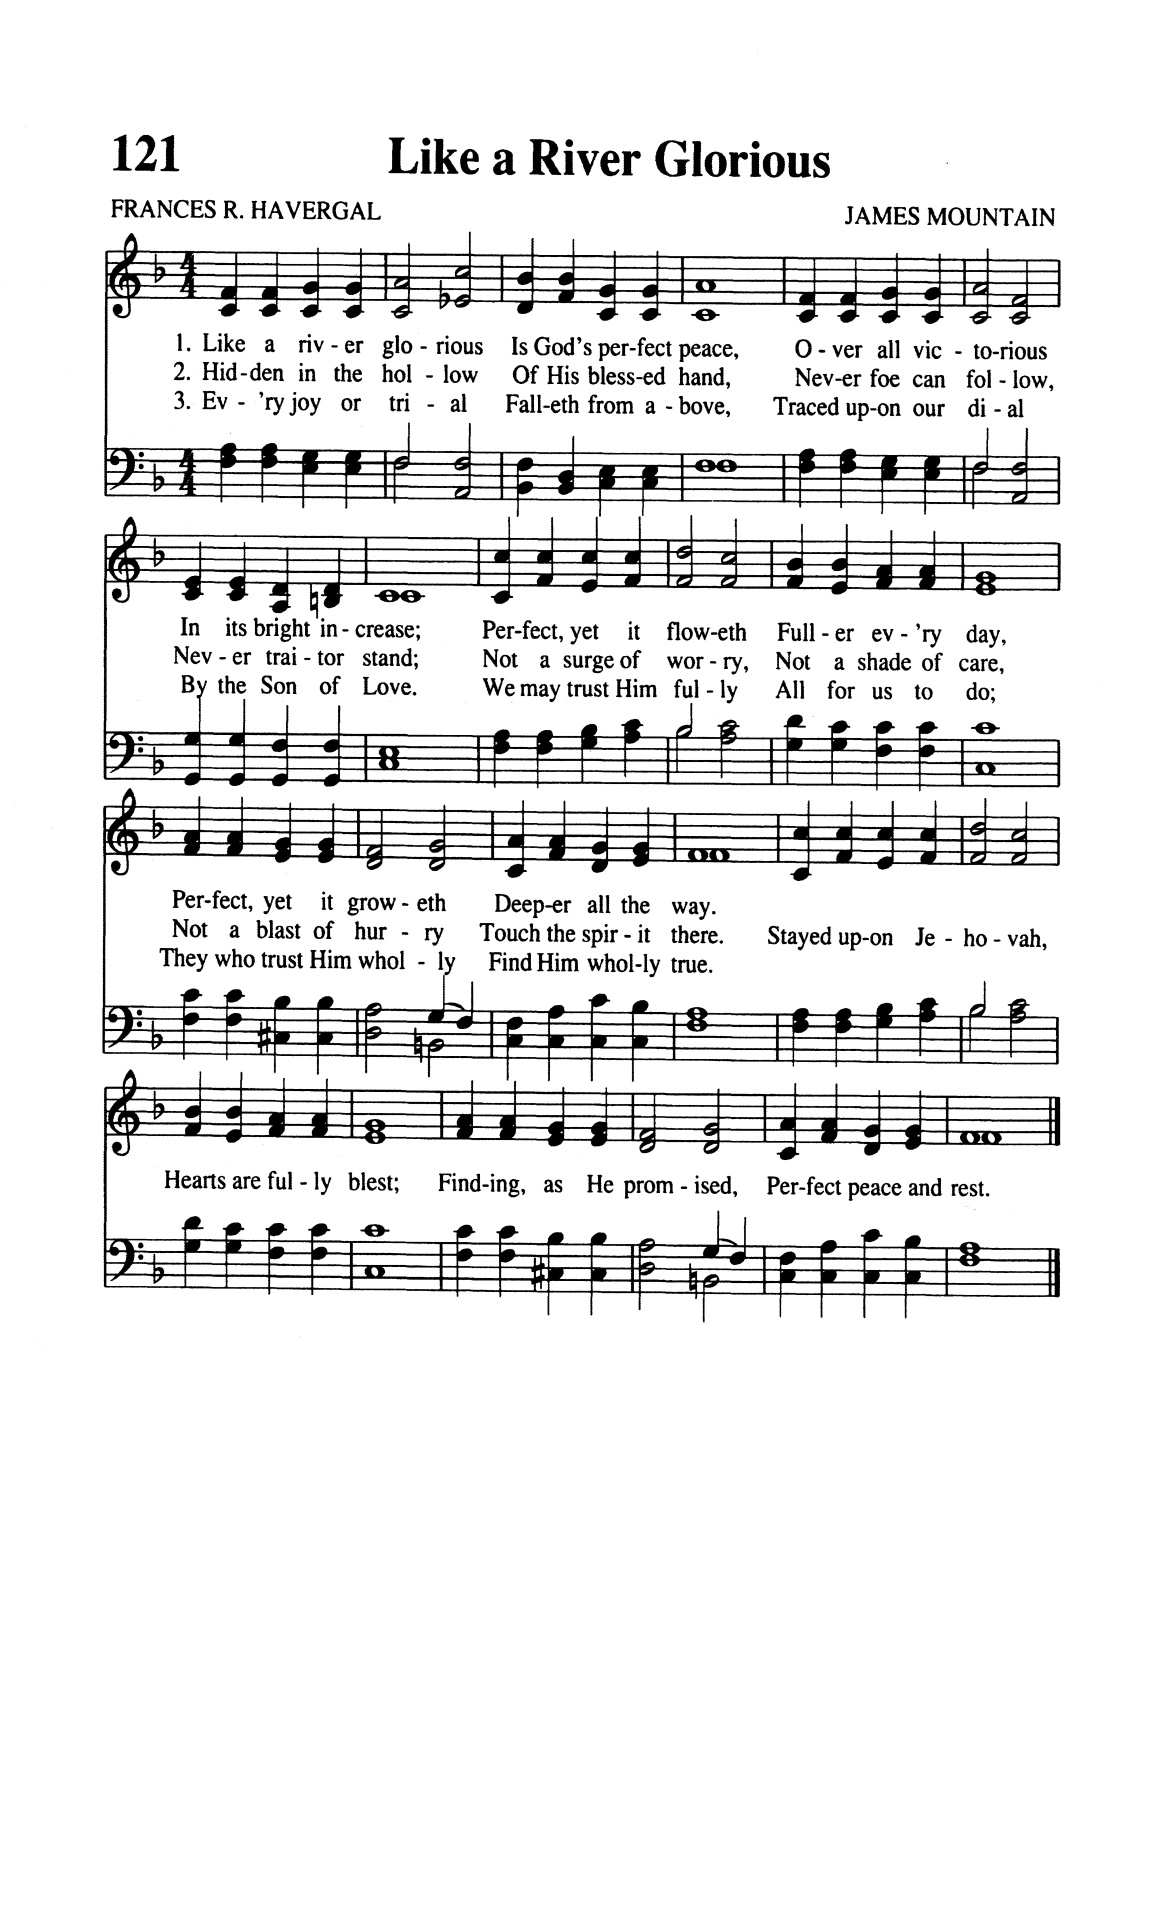 121 Like a River Glorious
FRANCES R. HAVERGAL JAMES MOUNTAIN
1. Like a riv - er glo - rious Is God's per-fect peace, O - ver all vic - to-rious
2. Hid-den in the hol - low Of His bless-ed hand, Nev-er foe can fol - low,
3. Ev - 'ry joy or tri - al Fall-eth from a - bove, Traced up-on our di - al
In its bright in - crease; Per-fect, yet it flow-eth Full - er ev - 'ry day,
Nev - er trai - tor stand; Not a surge of wor - ry, Not a shade of care,
By the Son of Love. We may trust Him ful - ly All for us to do;
Per-fect, yet it grow - eth Deep-er all the way.
Not a blast of hur - ry Touch the spir - it there. Stayed up-on Je - ho - vah,
They who trust Him whol - ly Find Him whol-ly true.
Hearts are ful - ly blest; Find-ing, as He prom - ised, Per-fect peace and rest.